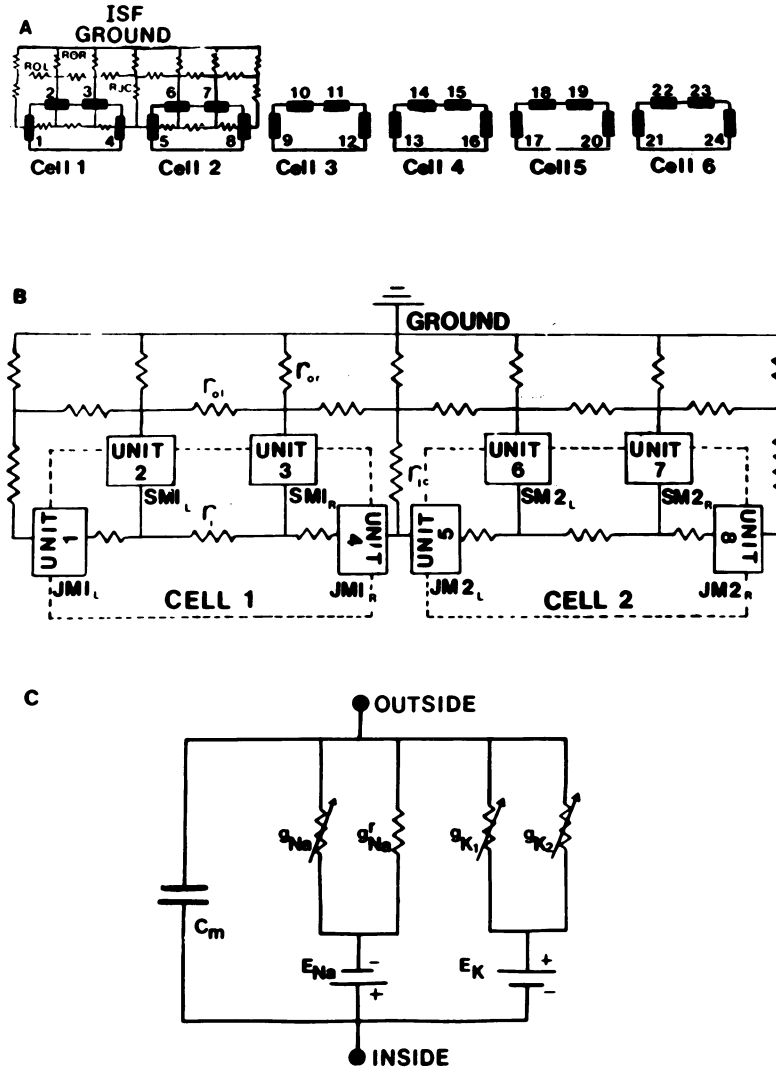 A
ISF
GROUND
ROL
ROR
RJC
2
3
6
7
10
11
14
15
18
19
22
23
1
4
5
8
9
12
13
16
17
20
21
24
Cell 1
Cell 2
Cell 3
Cell 4
Cell5
Cell 6
B
GROUND
rol
ror
UNIT
2
UNIT
3
UNIT
6
UNIT
7
SM1L
SM1R
rjc
SM2L
SM2R
UNIT
1
ri
UNIT
4
UNIT
5
UNIT
8
JM1L
CELL 1
JM1R
JM2L
CELL 2
JM2R
C
OUTSIDE
gNa
grNa
gK1
gK2
Cm
ENa
-
+
EK
+
-
INSIDE